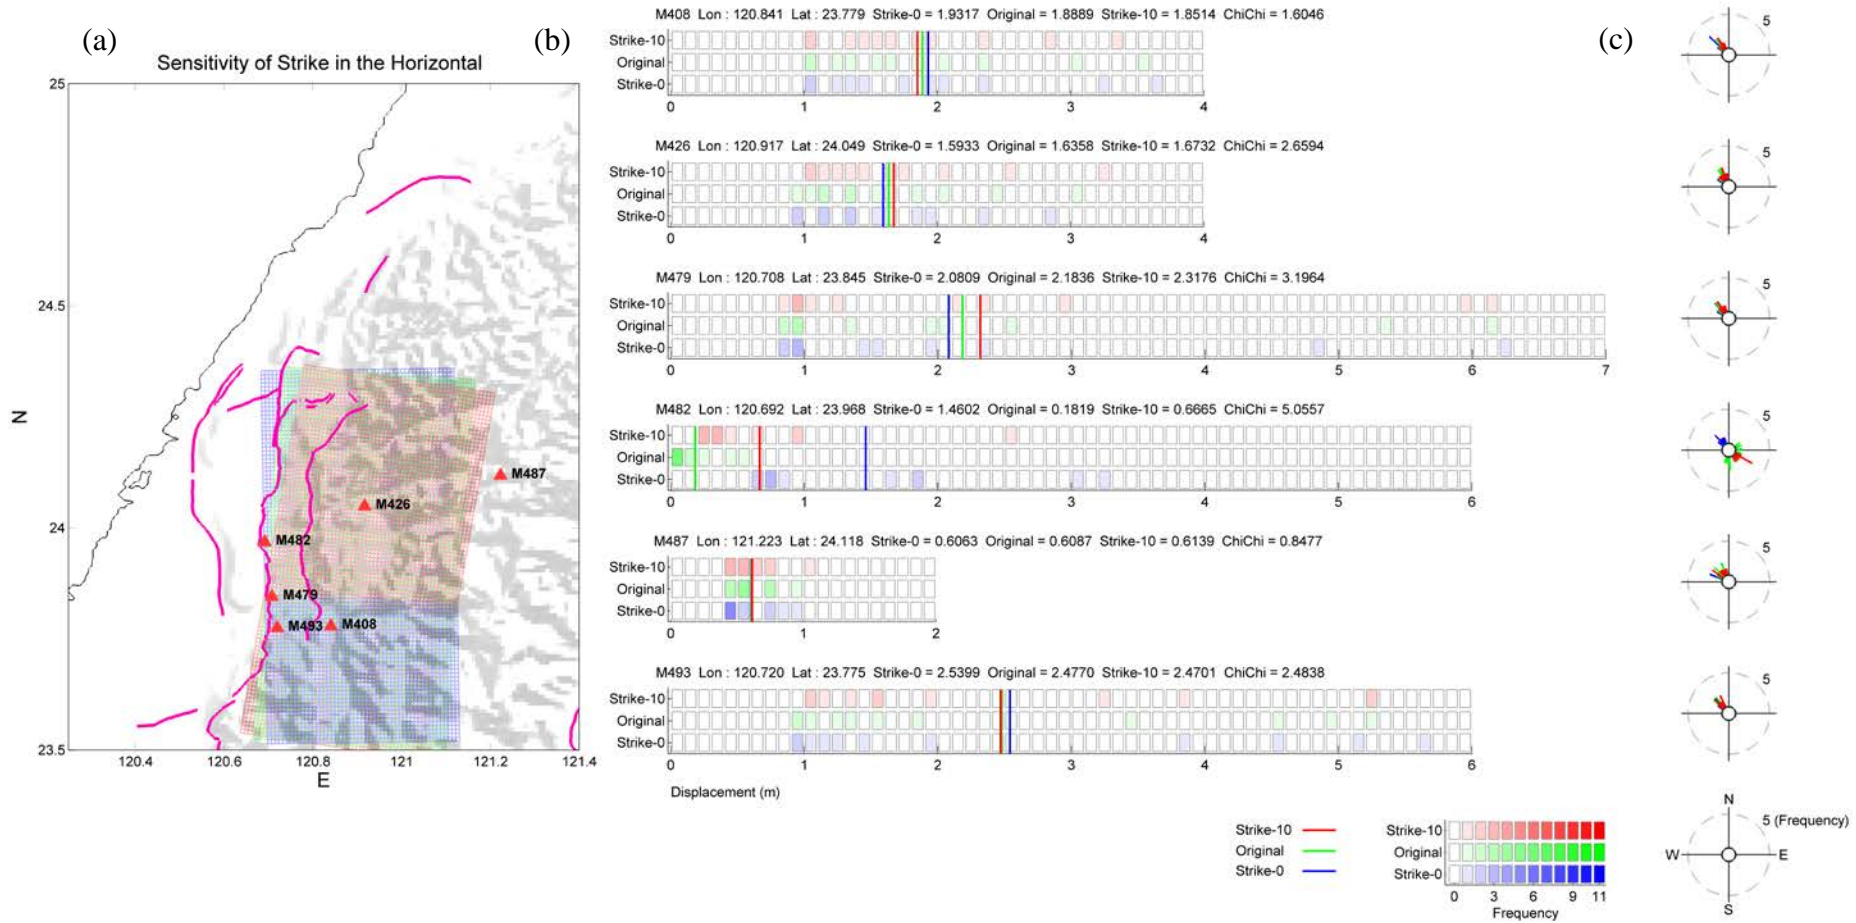 (a)
Sensitivity of Strike in the Horizontal
25
24.5
24
23.5
N
120.4 120.6 120.8 121 121.2 121.4
E
M487
M426
M482
M479
M493 M408
(b)
M408 Lon : 120.841 Lat : 23.779 Strike-0 = 1.9317 Original = 1.8889 Strike-10 = 1.8514 ChiChi = 1.6046
Strike-10
Original
Strike-0
0 1 2 3 4
M426 Lon : 120.917 Lat : 24.049 Strike-0 = 1.5933 Original = 1.6358 Strike-10 = 1.6732 ChiChi = 2.6594
Strike-10
Original
Strike-0
0 1 2 3 4
M479 Lon : 120.708 Lat : 23.845 Strike-0 = 2.0809 Original = 2.1836 Strike-10 = 2.3176 ChiChi = 3.1964
Strike-10
Original
Strike-0
0 1 2 3 4 5 6 7
M482 Lon : 120.692 Lat : 23.968 Strike-0 = 1.4602 Original = 0.1819 Strike-10 = 0.6665 ChiChi = 5.0557
Strike-10
Original
Strike-0
0 1 2 3 4 5 6
M487 Lon : 121.223 Lat : 24.118 Strike-0 = 0.6063 Original = 0.6087 Strike-10 = 0.6139 ChiChi = 0.8477
Strike-10
Original
Strike-0
0 1 2
M493 Lon : 120.720 Lat : 23.775 Strike-0 = 2.5399 Original = 2.4770 Strike-10 = 2.4701 ChiChi = 2.4838
Strike-10
Original
Strike-0
0 1 2 3 4 5 6
Displacement (m)
Strike-10
Original
Strike-0
Strike-10
Original
Strike-0
0 3 6 9 11
Frequency
(c)
5
5
5
5
5
5
N
5 (Frequency)
W E
S